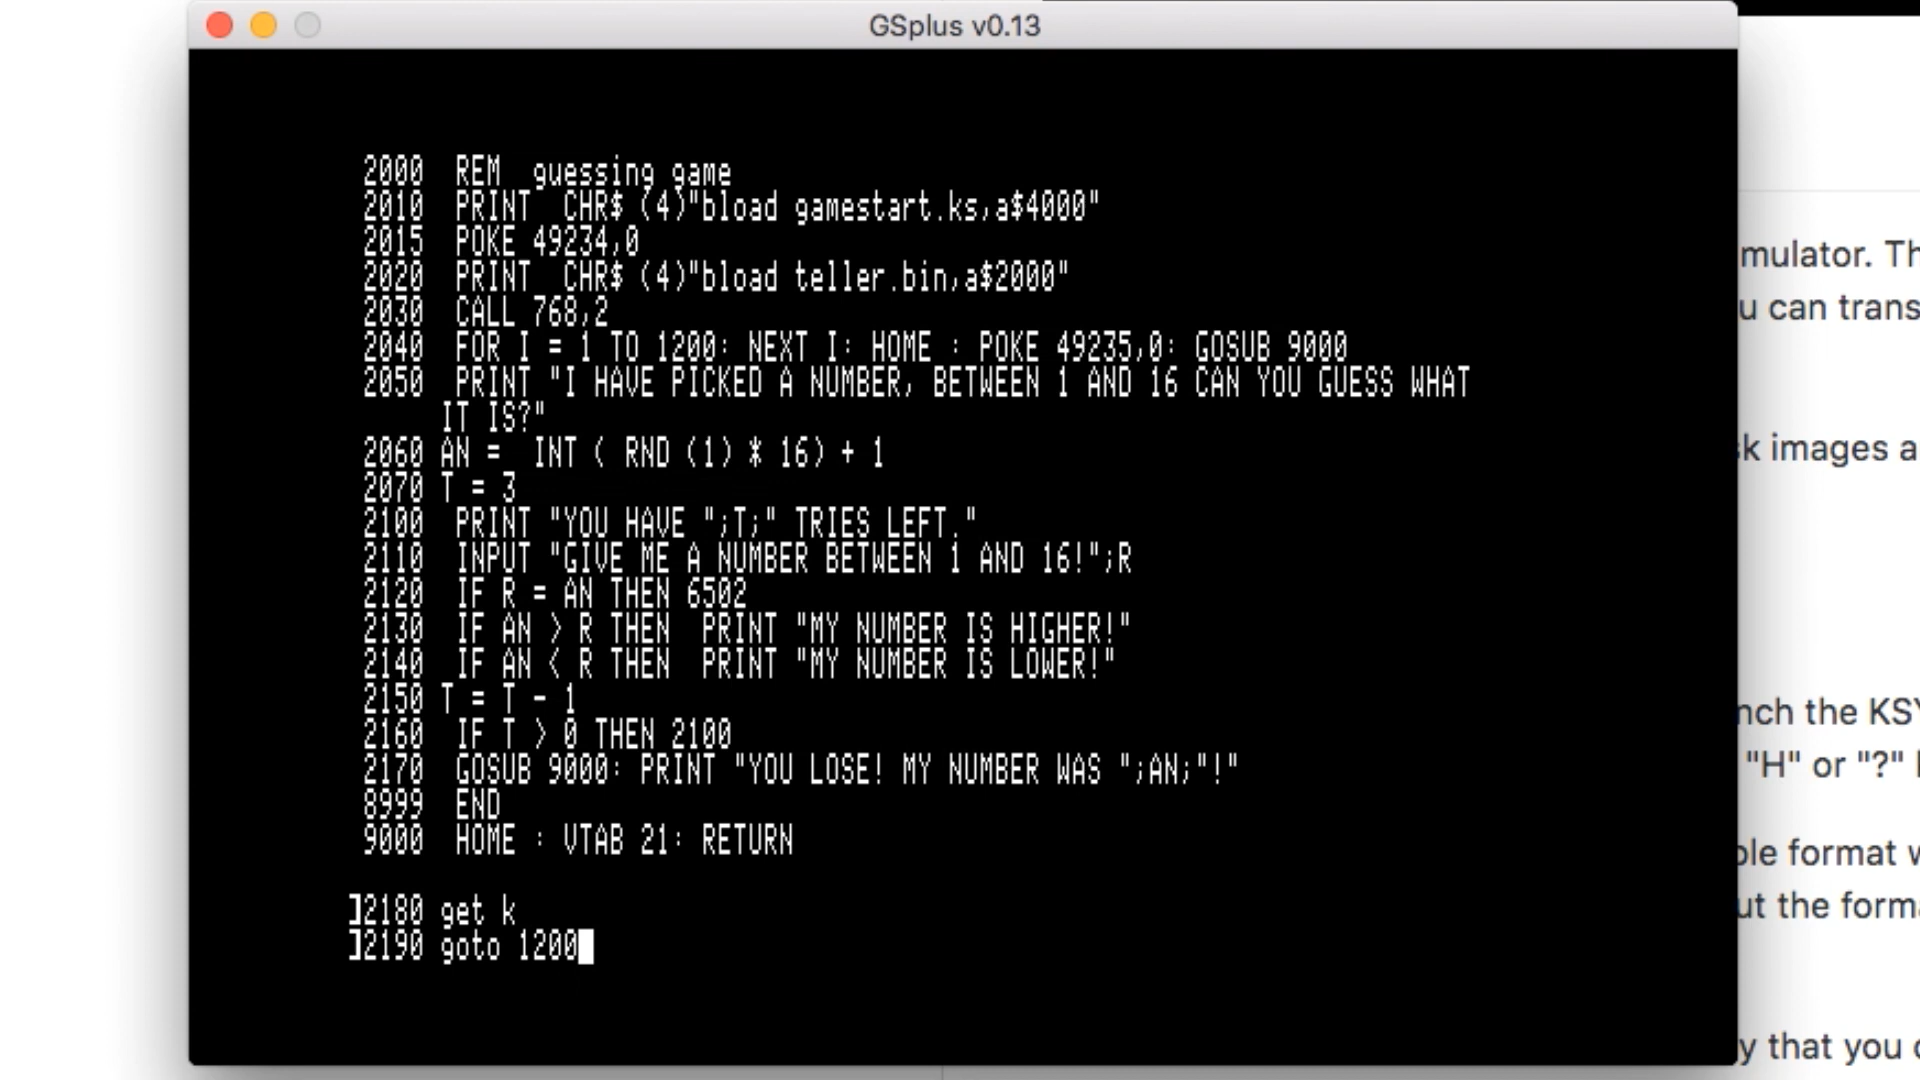 GSplus v0.13
2000  REM  guessing game
2010  PRINT  CHR$ (4)"bload gamestart.ks,a$4000"
2015  POKE 49234,0
2020  PRINT  CHR$ (4)"bload teller.bin,a$2000"
2030  CALL 768,2
2040  FOR I = 1 TO 1200: NEXT I: HOME : POKE 49235,0: GOSUB 9000
2050  PRINT "I HAVE PICKED A NUMBER, BETWEEN 1 AND 16 CAN YOU GUESS WHAT
IT IS?"
2060 AN =  INT ( RND (1) * 16) + 1
2070 T = 3
2100  PRINT "YOU HAVE ";T;" TRIES LEFT."
2110  INPUT "GIVE ME A NUMBER BETWEEN 1 AND 16!";R
2120  IF R = AN THEN 6502
2130  IF AN > R THEN  PRINT "MY NUMBER IS HIGHER!"
2140  IF AN < R THEN  PRINT "MY NUMBER IS LOWER!"
2150 T = T - 1
2160  IF T > 0 THEN 2100
2170  GOSUB 9000: PRINT "YOU LOSE! MY NUMBER WAS ";AN;"!"
8999  END
9000  HOME : VTAB 21: RETURN
]2180 get k
]2190 goto 1200
mulator. Th
u can trans
k images a
nch the KSY
"H" or "?"
ble format w
ut the forma
y that you